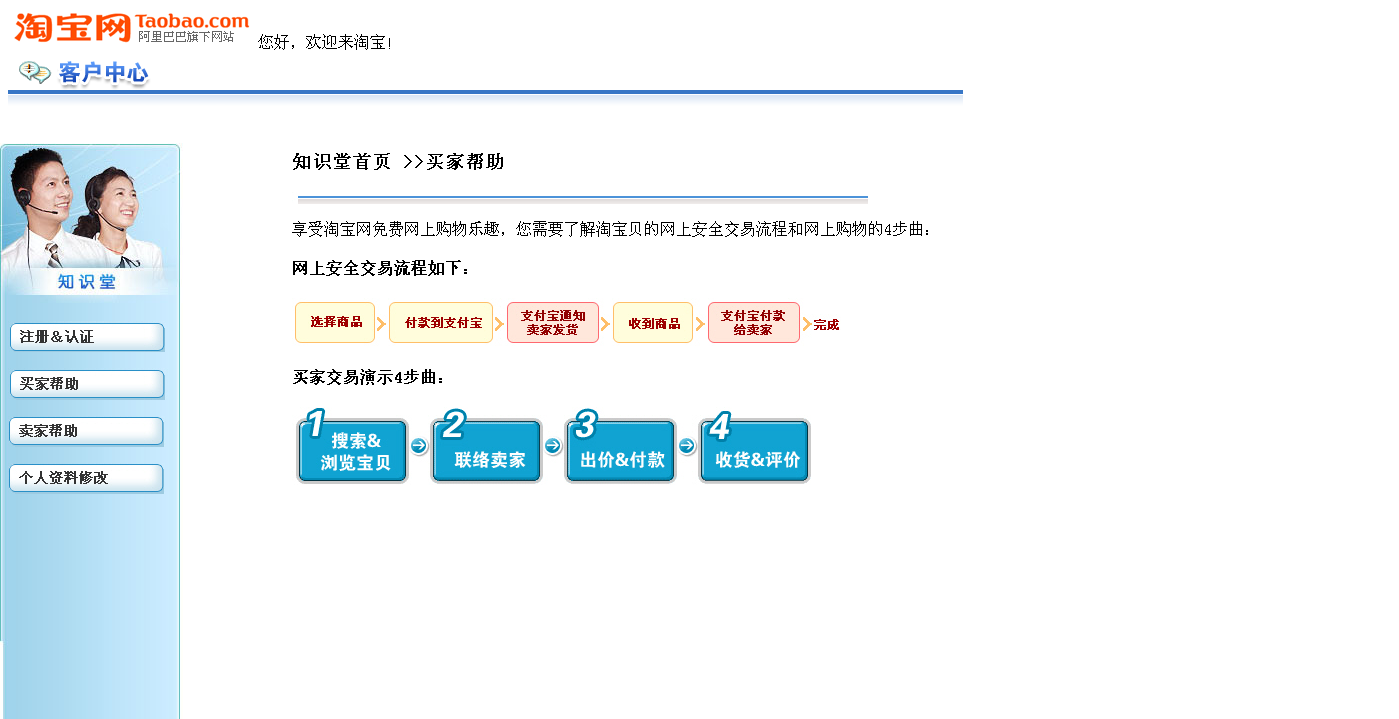 淘宝网 Taobao.com
阿里巴巴旗下网站
您好，欢迎来淘宝!
客户中心
知识堂
注册&认证
买家帮助
卖家帮助
个人资料修改
知识堂首页 >>买家帮助
享受淘宝网免费网上购物乐趣，您需要了解淘宝贝的网上安全交易流程和网上购物的4步曲：
网上安全交易流程如下：
选择商品
付款到支付宝
支付宝通知
卖家发货
收到商品
支付宝付款
给卖家
完成
买家交易演示4步曲：
1
搜索&
浏览宝贝
2
联络卖家
3
出价&付款
4
收货&评价